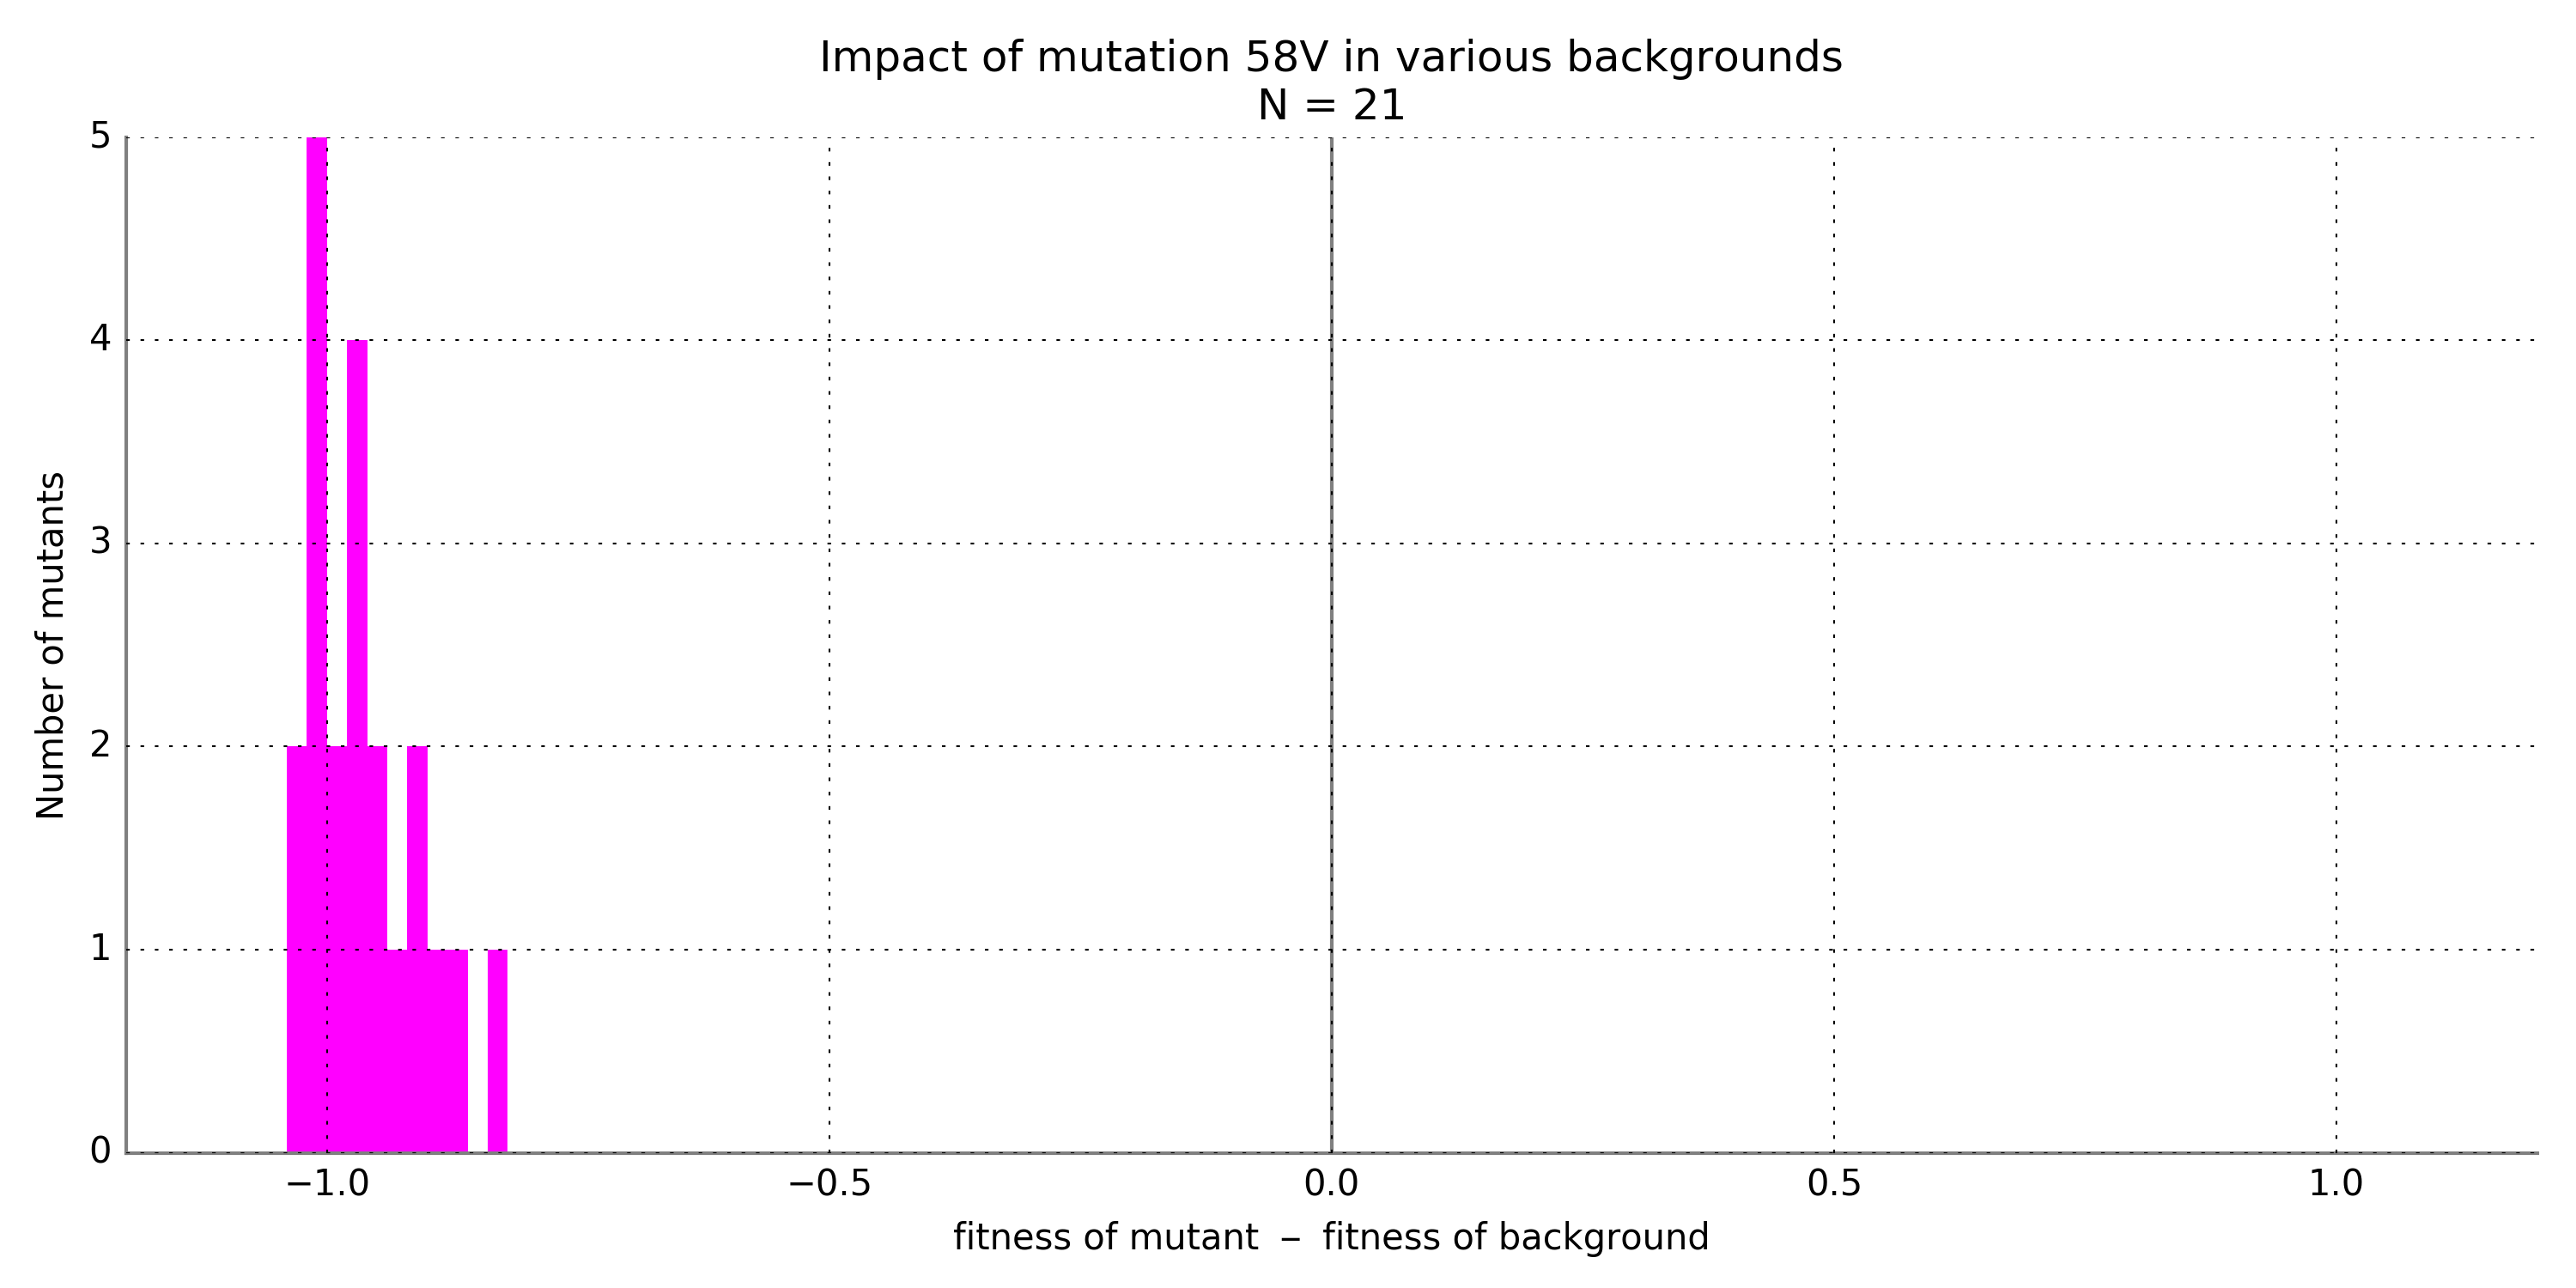 Impact of mutation 58V in various backgrounds
N = 21
5
4
3
2
1
0
Number of mutants
−1.0 −0.5 0.0 0.5 1.0
fitness of mutant – fitness of background